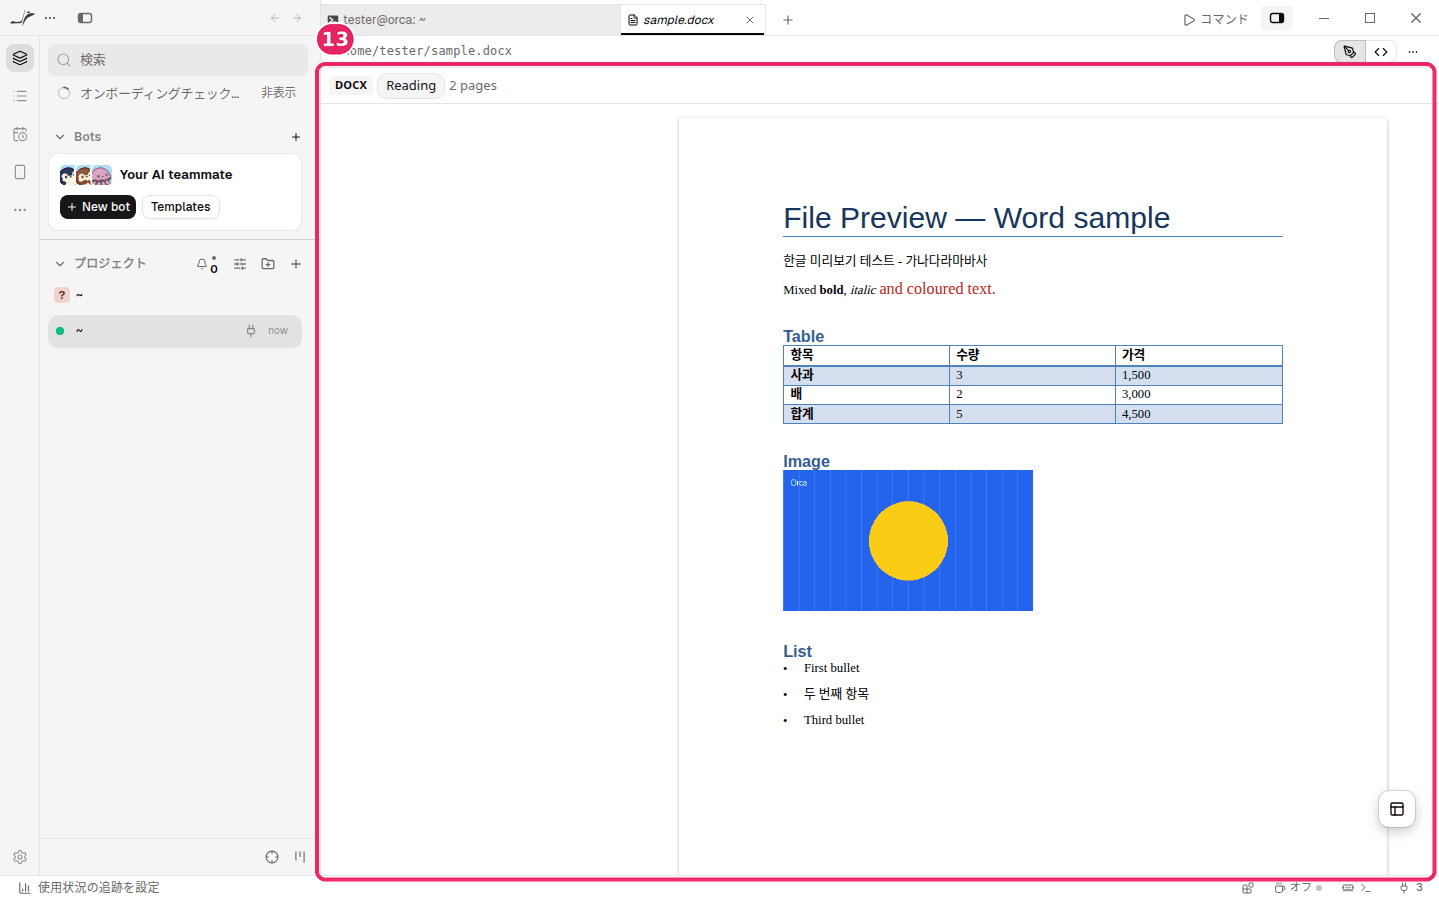 tester@orca: ~
sample.docx
コマンド
13
ome/tester/sample.docx
検索
オンボーディングチェック...
非表示
DOCX
Reading
2 pages
Bots
Your AI teammate
New bot
Templates
プロジェクト
0
? ~
~
now
File Preview — Word sample
한글 미리보기 테스트 - 가나다라마바사
Mixed bold, italic and coloured text.
Table
항목 수량 가격
사과 3 1,500
배 2 3,000
합계 5 4,500
Image
Orca
List
• First bullet
• 두 번째 항목
• Third bullet
使用状況の追跡を設定
オフ
3